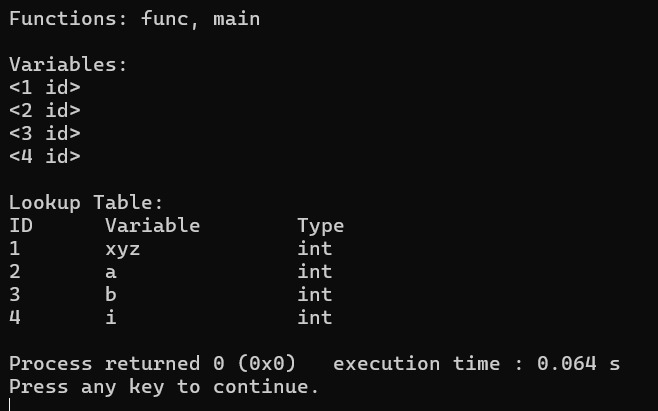 Functions: func, main
Variables:
<1 id>
<2 id>
<3 id>
<4 id>
Lookup Table:
ID Variable Type
1 xyz int
2 a int
3 b int
4 i int
Process returned 0 (0x0) execution time : 0.064 s
Press any key to continue.